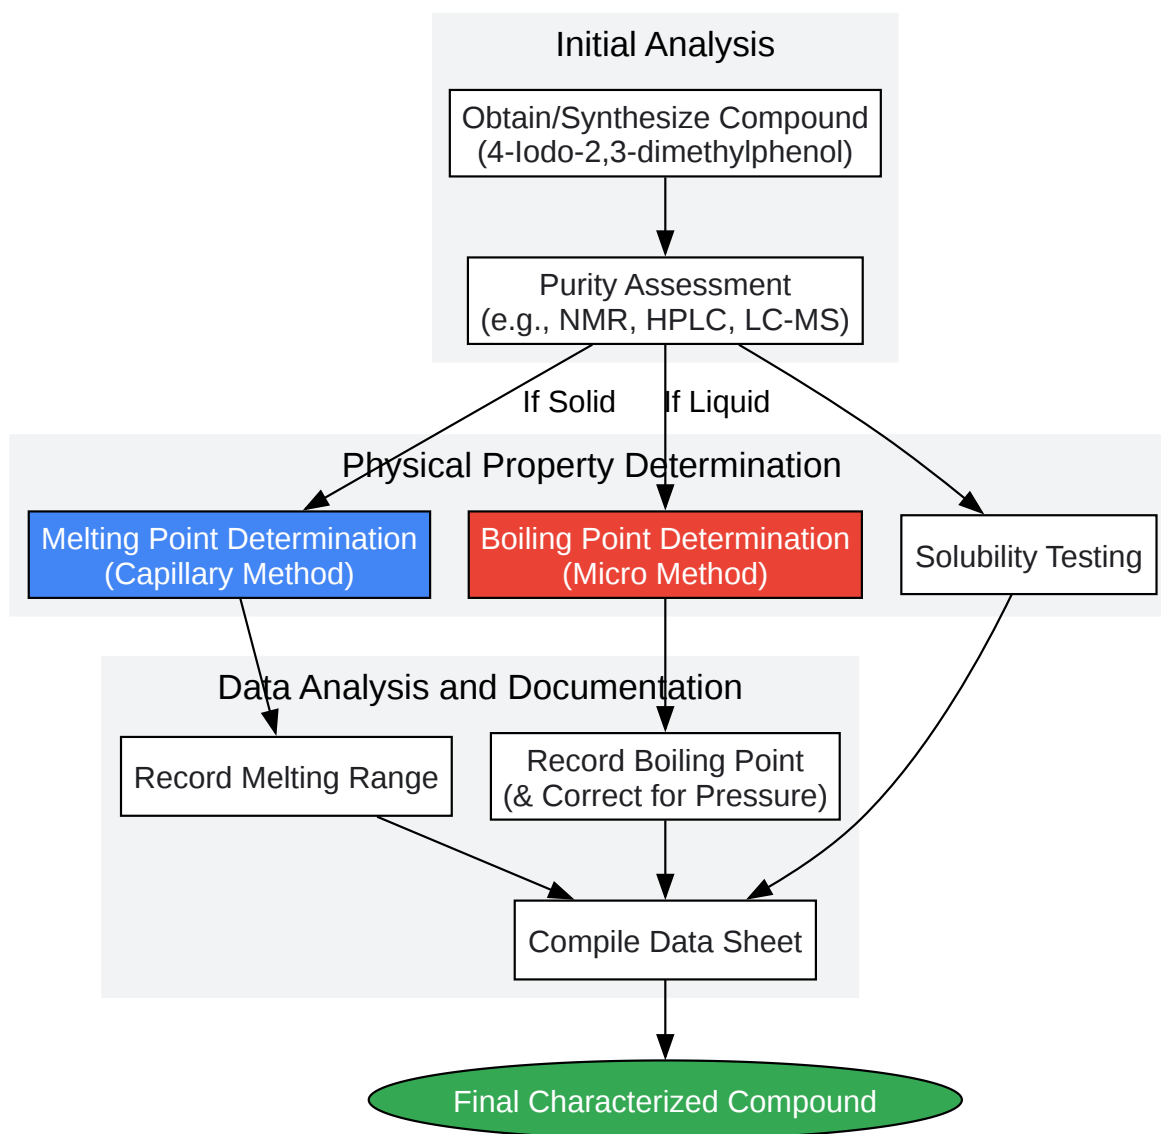 Initial Analysis
Obtain/Synthesize Compound
(4-Iodo-2,3-dimethylphenol)
Purity Assessment
(e.g., NMR, HPLC, LC-MS)
If Solid
If Liquid
Physical Property Determination
Melting Point Determination
(Capillary Method)
Boiling Point Determination
(Micro Method)
Solubility Testing
Data Analysis and Documentation
Record Melting Range
Record Boiling Point
(& Correct for Pressure)
Compile Data Sheet
Final Characterized Compound